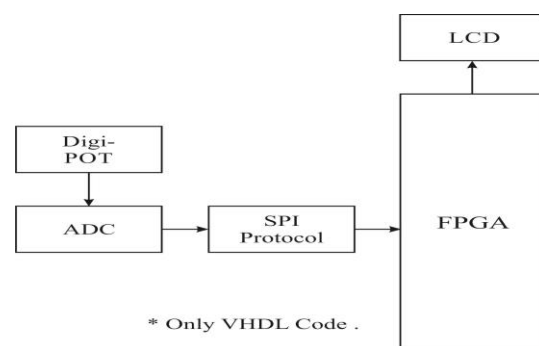 LCD
Digi-
POT
ADC
SPI
Protocol
FPGA
* Only VHDL Code .